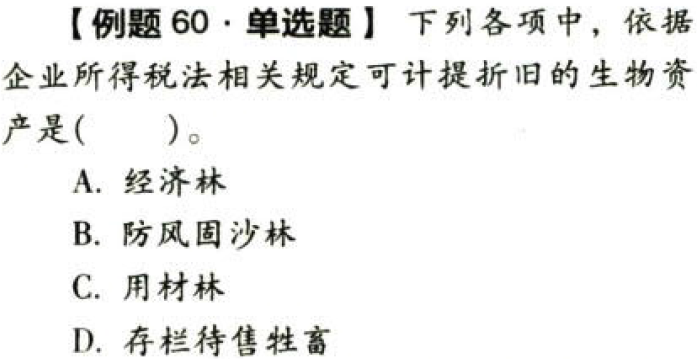 【例题 60·单选题】 下列各项中，依据
企业所得税法相关规定可计提折旧的生物资
产是(　　)。
A. 经济林
B. 防风固沙林
C. 用材林
D. 存栏待售牲畜